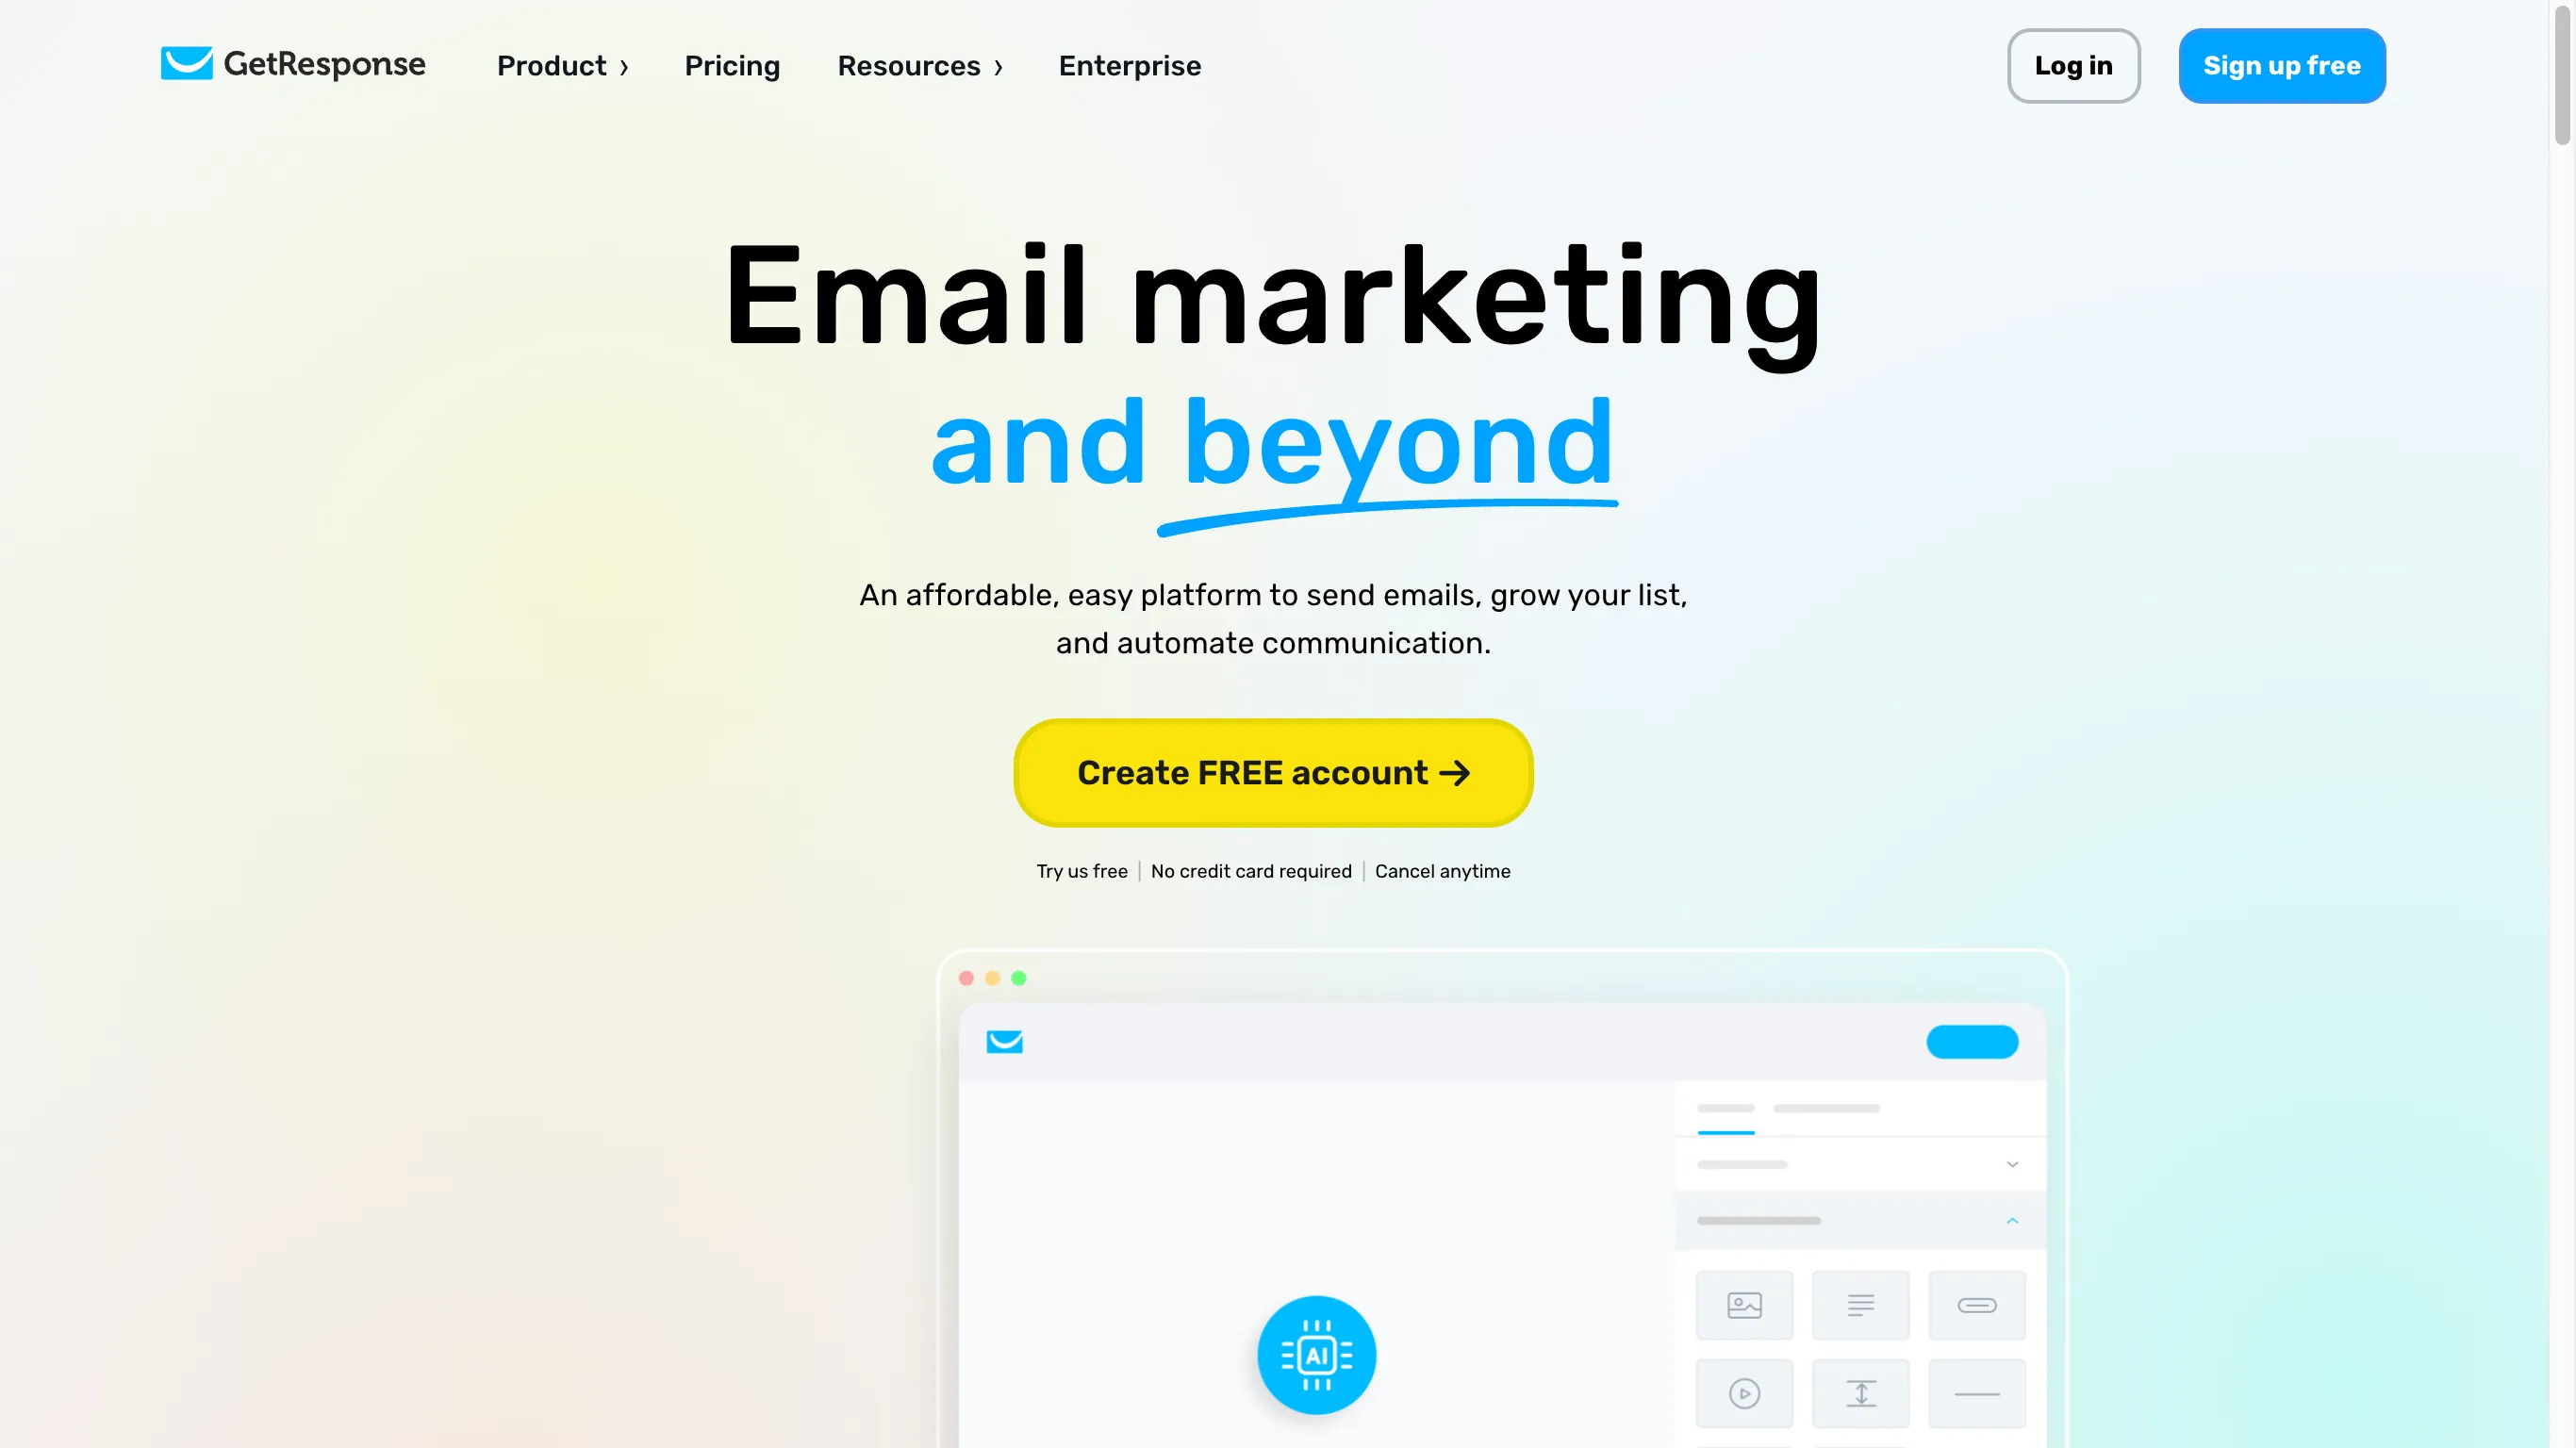 GetResponse
Product
Pricing
Resources
Enterprise
Log in
Sign up free
Email marketing
and beyond
An affordable, easy platform to send emails, grow your list,
and automate communication.
Create FREE account →
Try us free | No credit card required | Cancel anytime
AI